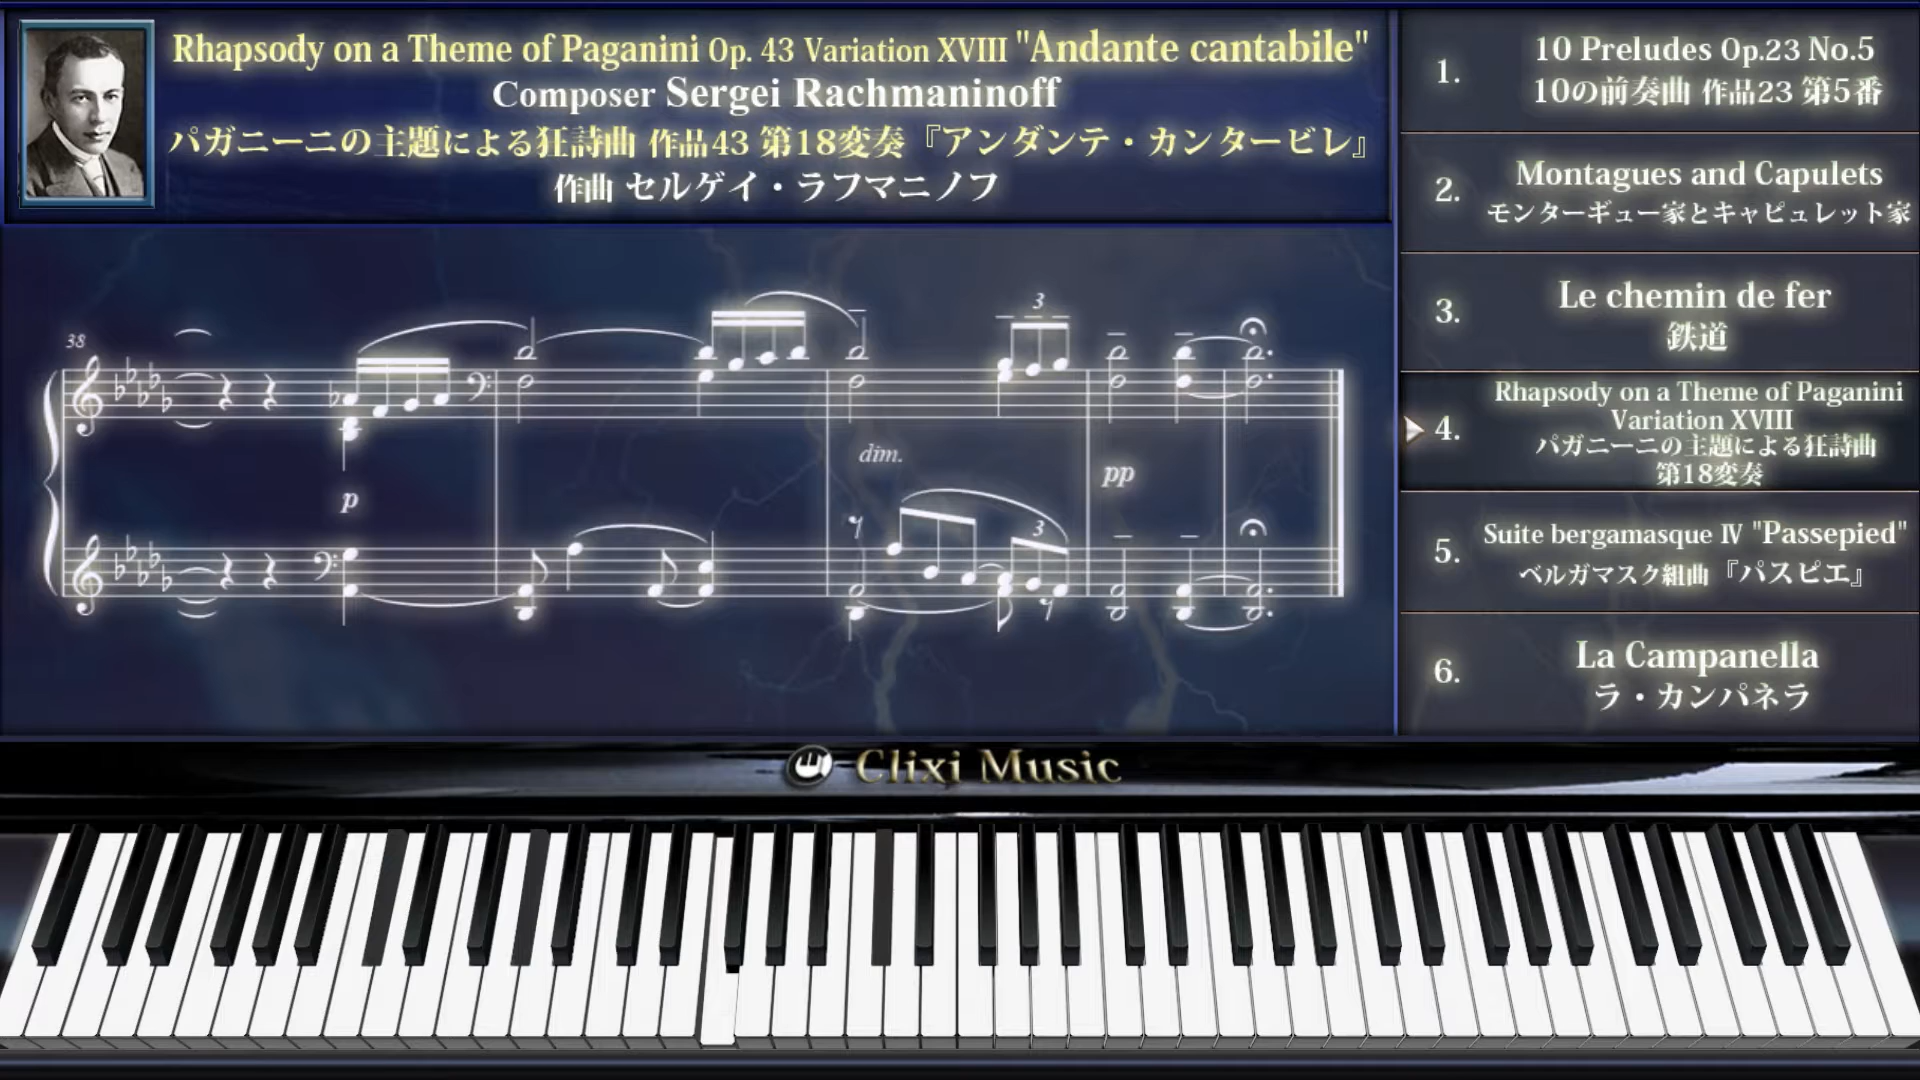 Rhapsody on a Theme of Paganini Op. 43 Variation XVIII "Andante cantabile"
Composer Sergei Rachmaninoff
パガニーニの主題による狂詩曲 作品43 第18変奏『アンダンテ・カンタービレ』
作曲 セルゲイ・ラフマニノフ
38
3
p
dim.
pp
3
1.
10 Preludes Op.23 No.5
10の前奏曲 作品23 第5番
2.
Montagues and Capulets
モンターギュー家とキャピュレット家
3.
Le chemin de fer
鉄道
4.
Rhapsody on a Theme of Paganini
Variation XVIII
パガニーニの主題による狂詩曲
第18変奏
5.
Suite bergamasque Ⅳ "Passepied"
ベルガマスク組曲『パスピエ』
6.
La Campanella
ラ・カンパネラ
Clixi Music